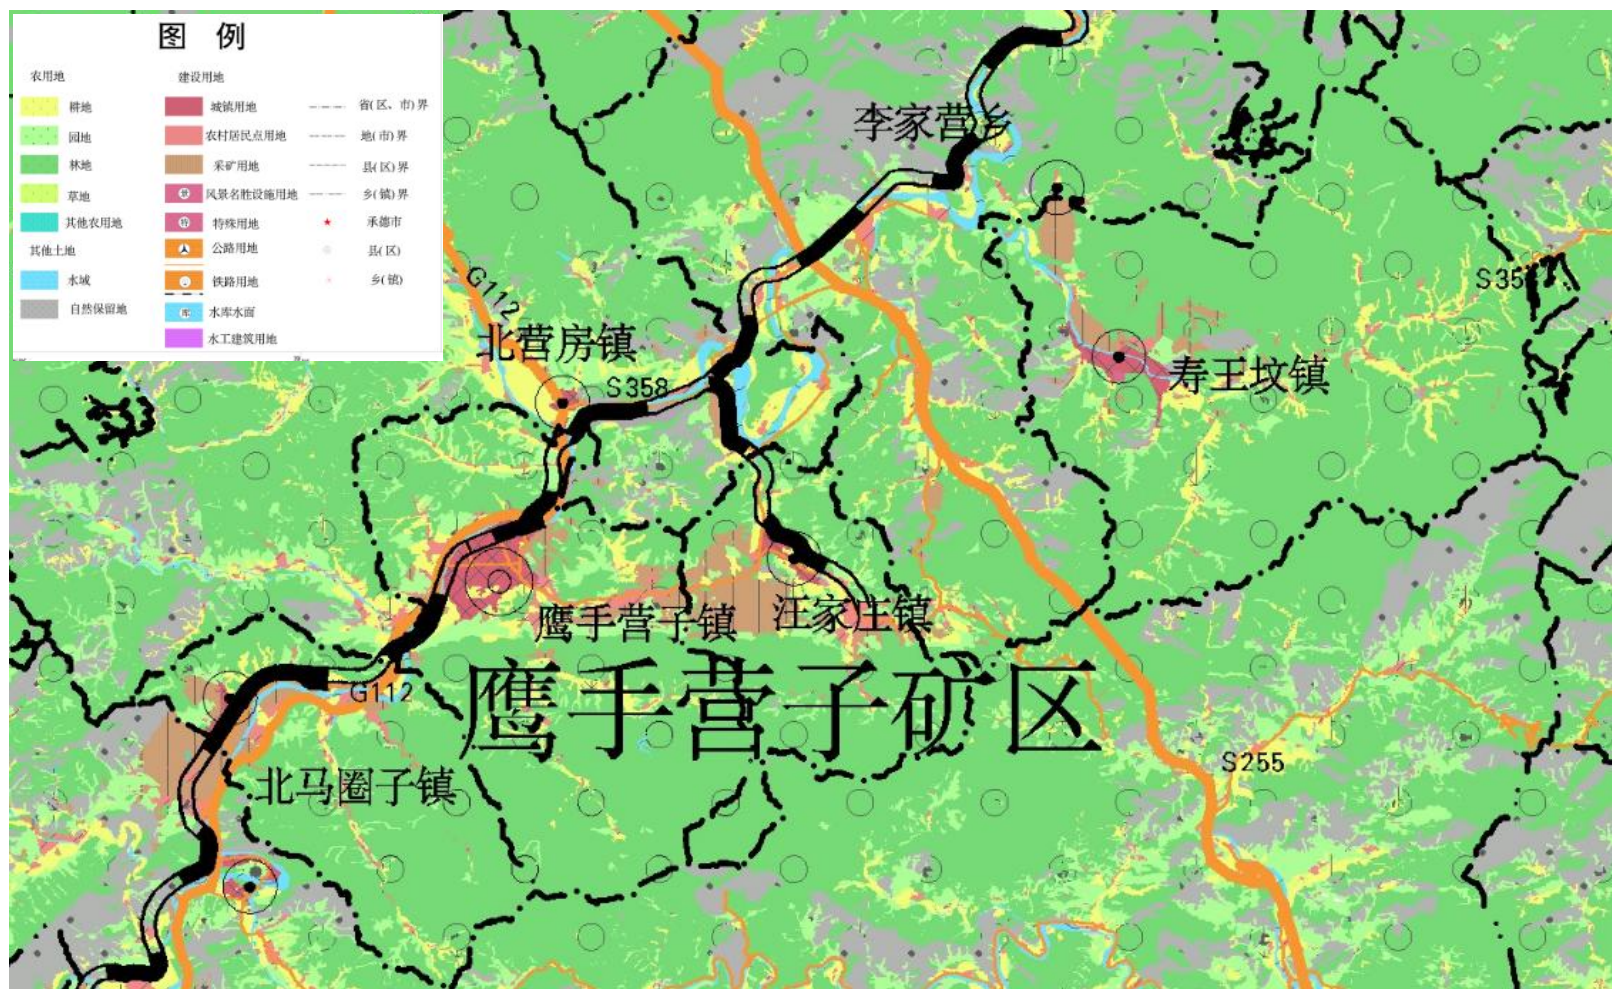 图 例
农用地
建设用地
耕地
城镇用地
省(区、市)界
园地
农村居民点用地
地(市)界
林地
采矿用地
县(区)界
草地
风景名胜设施用地
乡(镇)界
其他农用地
特殊用地
承德市
其他土地
公路用地
县(区)
水域
铁路用地
乡(镇)
自然保留地
库
水库水面
水工建筑用地
李家营乡
G112
S35
北营房镇
S358
寿王坟镇
鹰手营子镇
汪家庄镇
鹰手营子矿区
G112
北马圈子镇
S255